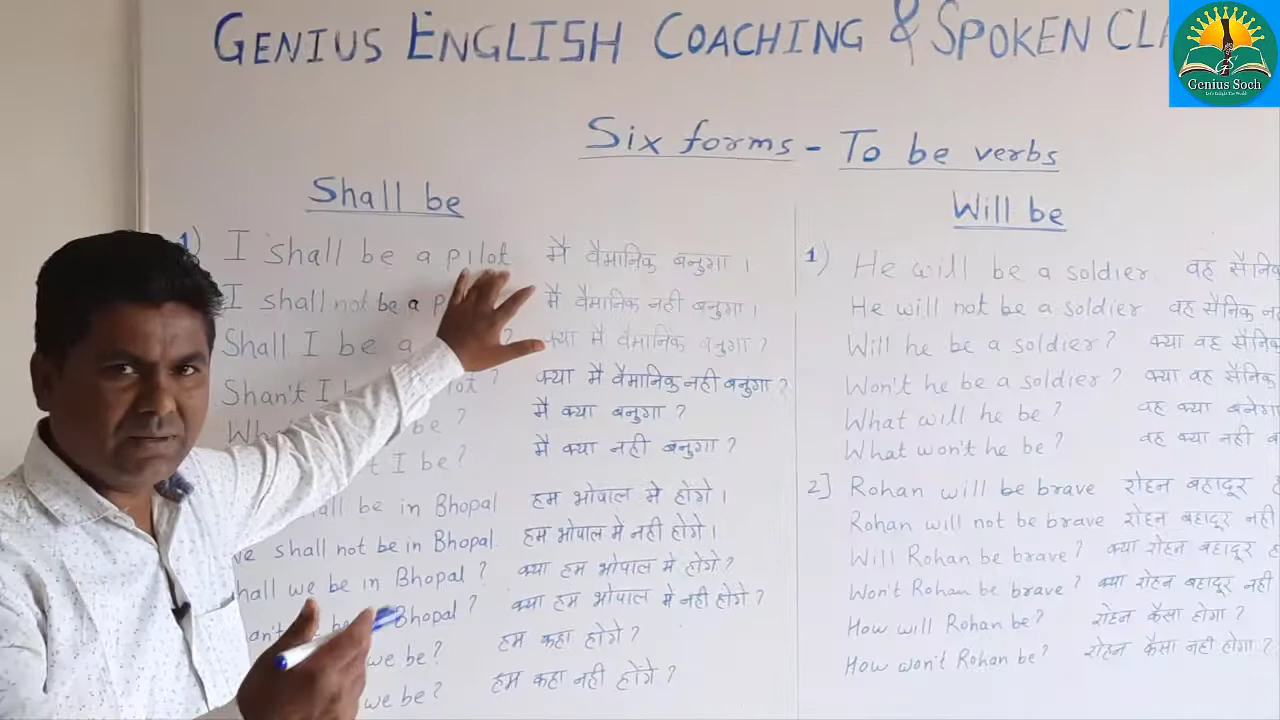 GENIUS ENGLISH COACHING & SPOKEN
Genius Soch
Let's Enlight The World
Six forms - To be verbs
Shall be
1) I shall be a pilot मै वैमानिक बनुगा ।
I shall not be a मै वैमानिक नही बनुगा ।
Shall I be a ? क्या मै वैमानिक बनुगा ?
Shan't I ? क्या मै वैमानिक नही बनुगा ?
be? मै क्या बनुगा ?
I be? मै क्या नही बनुगा ?
be in Bhopal हम भोपाल मे होंगे ।
shall not be in Bhopal. हम भोपाल मे नही होंगे ।
we be in Bhopal ? क्या हम भोपाल मे होंगे ?
Bhopal ? क्या हम भोपाल मे नही होंगे ?
we be? हम कहा होंगे ?
we be? हम कहा नही होंगे ?
Will be
1) He will be a soldier. वह
He will not be a soldier वह सैनिक
Will he be a soldier? क्या वह
Won't he be a soldier ? क्या वह सैनिक
What will he be ? वह क्या बनेगा
What won't he be? वह क्या नही
2] Rohan will be brave रोहन बहादूर
Rohan will not be brave रोहन बहादूर नही
Will Rohan be brave? क्या रोहन बहादूर
Won't Rohan be brave ? क्या रोहन बहादूर नही
How will Rohan be? रोहन कैसा होगा ?
How won't Rohan be? रोहन कैसा नही होगा ?